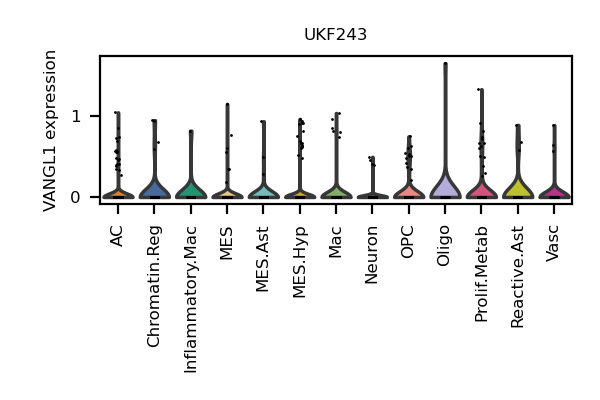 UKF243
VANGL1 expression
1
0
AC
Chromatin.Reg
Inflammatory.Mac
MES
MES.Ast
MES.Hyp
Mac
Neuron
OPC
Oligo
Prolif.Metab
Reactive.Ast
Vasc